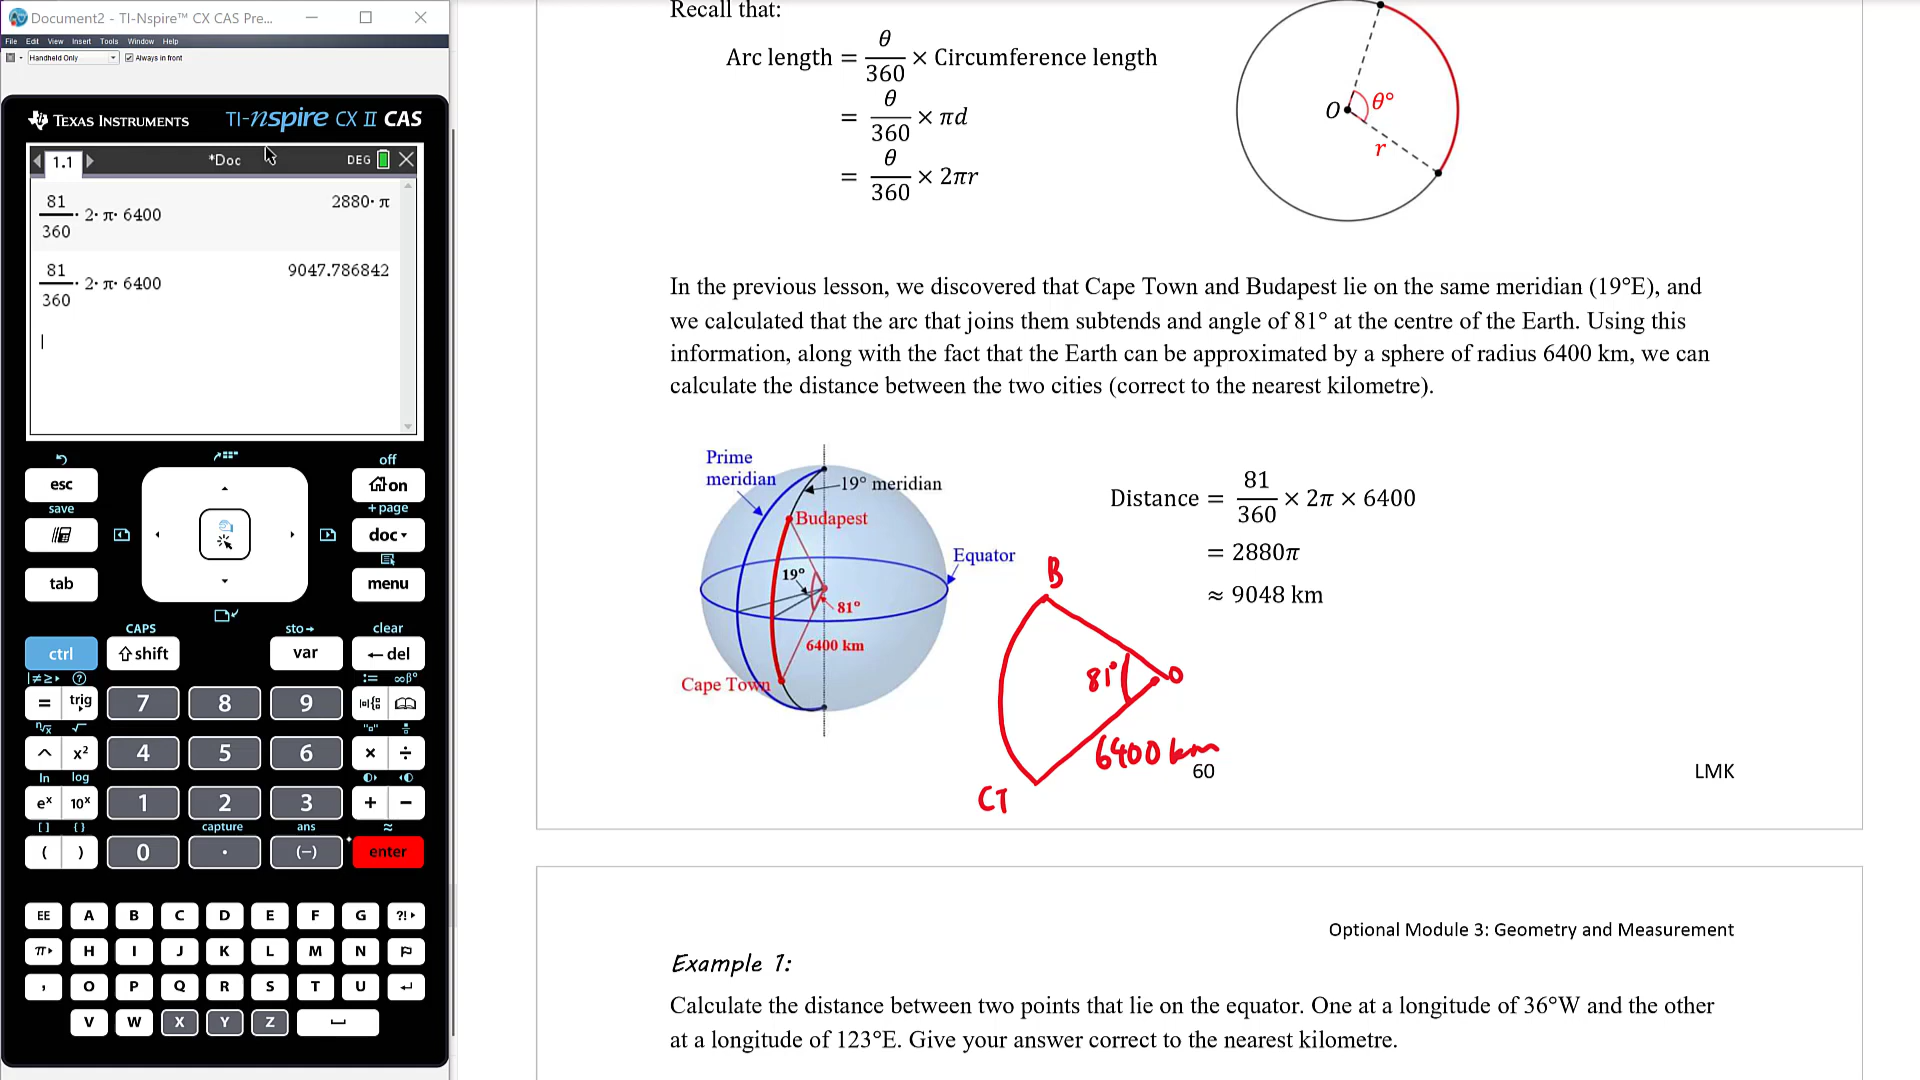 Document2 - TI-Nspire™ CX CAS Pre...
File Edit View Insert Tools Window Help
Handheld Only Always in front
TEXAS INSTRUMENTS TI-nspire CX II CAS
1.1 *Doc DEG
81/360 · 2 · π · 6400 2880 · π
81/360 · 2 · π · 6400 9047.786842
off
esc on
save + page
doc
tab menu
CAPS sto→ clear
ctrl shift var ← del
|≠≥▸ ? := ∞β°
= trig 7 8 9
ⁿ√x √ "□" ÷
^ x² 4 5 6 × ÷
ln log
eˣ 10ˣ 1 2 3 + −
[ ] { } capture ans ≈
( ) 0 . (−) enter
EE A B C D E F G ?!▸
π▸ H I J K L M N
, O P Q R S T U ↵
V W X Y Z
Recall that:
Arc length = θ/360 × Circumference length
= θ/360 × πd
= θ/360 × 2πr
O θ° r
In the previous lesson, we discovered that Cape Town and Budapest lie on the same meridian (19°E), and
we calculated that the arc that joins them subtends and angle of 81° at the centre of the Earth. Using this
information, along with the fact that the Earth can be approximated by a sphere of radius 6400 km, we can
calculate the distance between the two cities (correct to the nearest kilometre).
Prime
meridian
19° meridian
Budapest
Equator
19°
81°
6400 km
Cape Town
Distance = 81/360 × 2π × 6400
= 2880π
≈ 9048 km
B
81° O
6400 km
CT
60 LMK
Optional Module 3: Geometry and Measurement
Example 1:
Calculate the distance between two points that lie on the equator. One at a longitude of 36°W and the other
at a longitude of 123°E. Give your answer correct to the nearest kilometre.